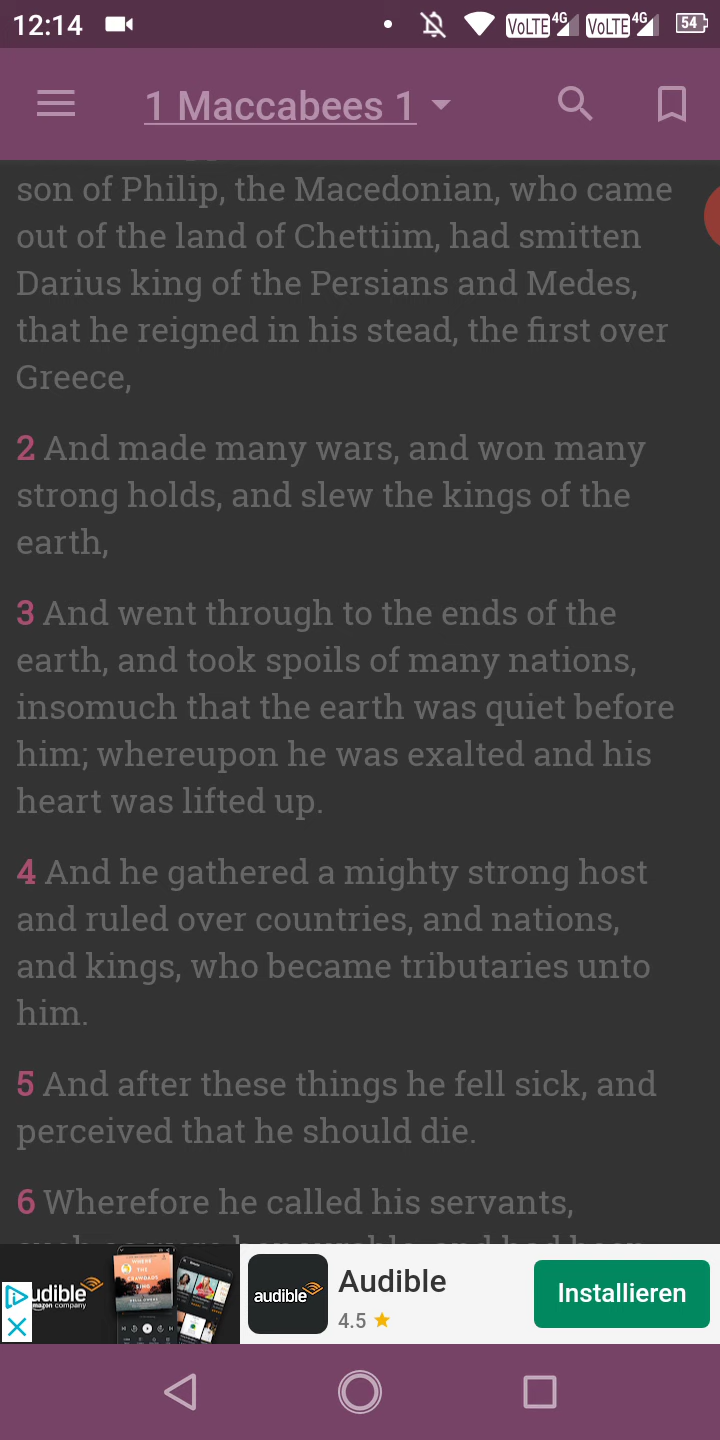 12:14
VoLTE 4G VoLTE 4G 54
1 Maccabees 1
son of Philip, the Macedonian, who came
out of the land of Chettiim, had smitten
Darius king of the Persians and Medes,
that he reigned in his stead, the first over
Greece,
2 And made many wars, and won many
strong holds, and slew the kings of the
earth,
3 And went through to the ends of the
earth, and took spoils of many nations,
insomuch that the earth was quiet before
him; whereupon he was exalted and his
heart was lifted up.
4 And he gathered a mighty strong host
and ruled over countries, and nations,
and kings, who became tributaries unto
him.
5 And after these things he fell sick, and
perceived that he should die.
6 Wherefore he called his servants,
WHERE
THE
CRAWDADS
SING
audible
Audible
4.5
Installieren